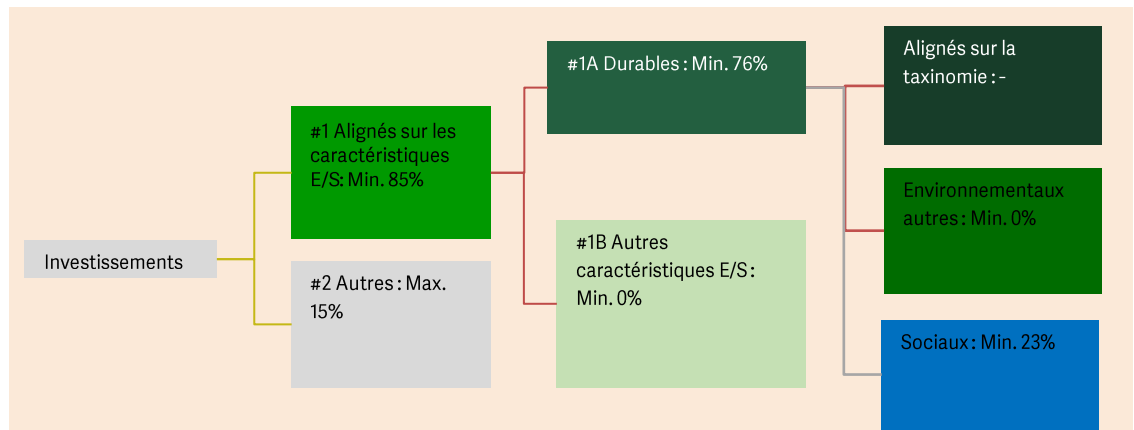 Investissements
#1 Alignés sur les
caractéristiques
E/S: Min. 85%
#2 Autres : Max.
15%
#1A Durables : Min. 76%
#1B Autres
caractéristiques E/S :
Min. 0%
Alignés sur la
taxinomie : -
Environnementaux
autres : Min. 0%
Sociaux : Min. 23%